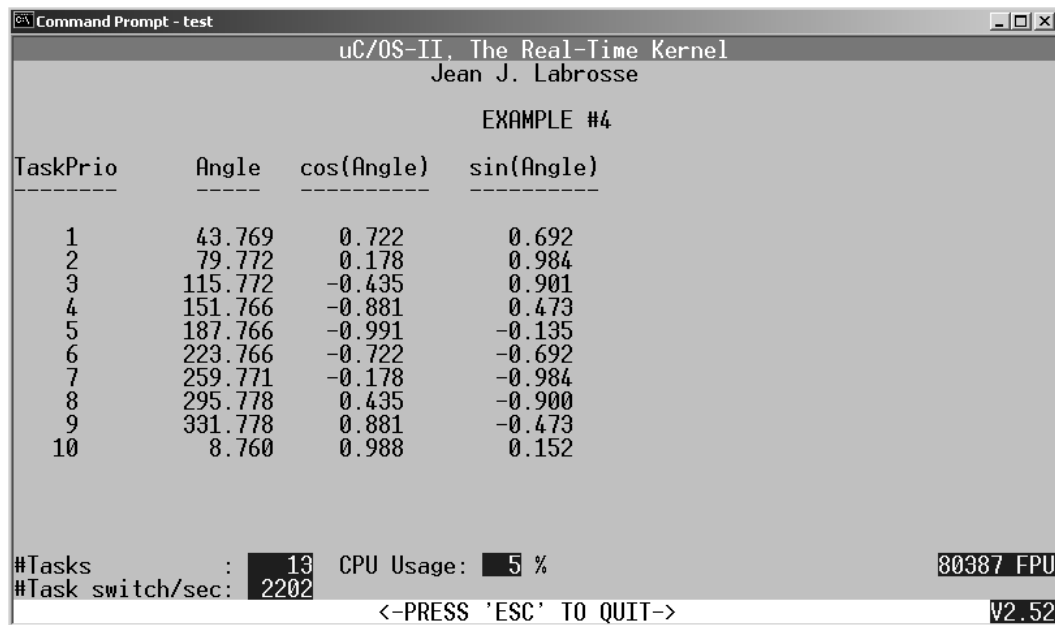 Command Prompt - test
uC/OS-II, The Real-Time Kernel
Jean J. Labrosse
EXAMPLE #4
TaskPrio Angle cos(Angle) sin(Angle)
-------- ----- ---------- ----------
1 43.769 0.722 0.692
2 79.772 0.178 0.984
3 115.772 -0.435 0.901
4 151.766 -0.881 0.473
5 187.766 -0.991 -0.135
6 223.766 -0.722 -0.692
7 259.771 -0.178 -0.984
8 295.778 0.435 -0.900
9 331.778 0.881 -0.473
10 8.760 0.988 0.152
#Tasks : 13 CPU Usage: 5 % 80387 FPU
#Task switch/sec: 2202
<-PRESS 'ESC' TO QUIT-> V2.52